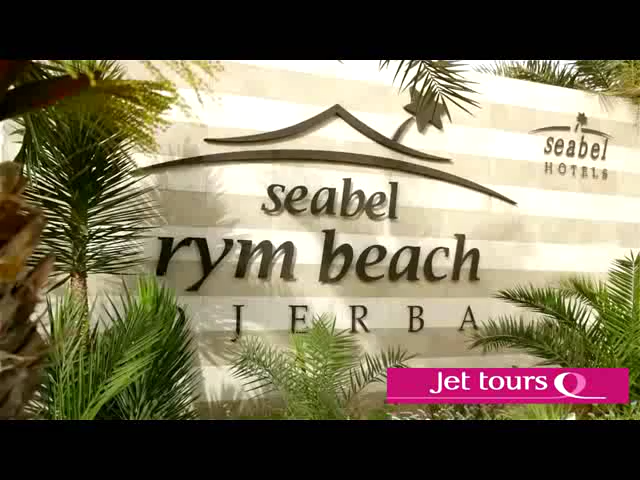 seabel
rym beach
DJERBA
seabel
HOTELS
Jet tours